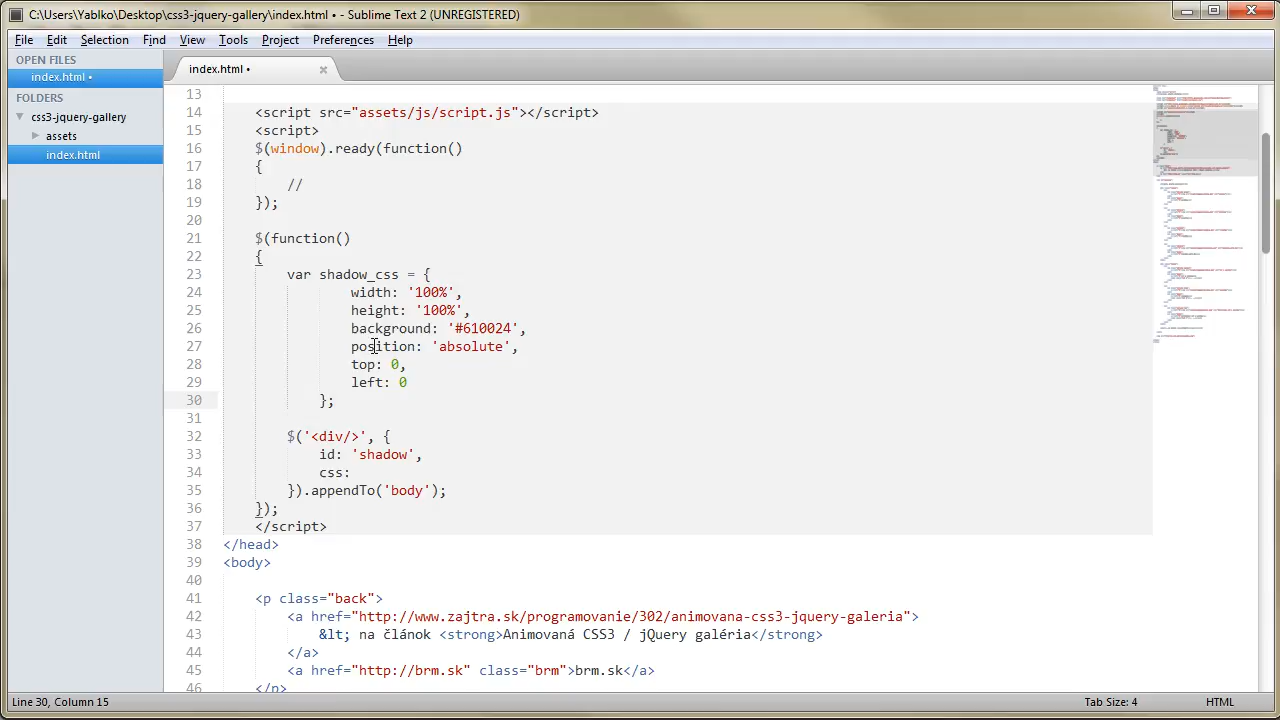 C:\Users\Yablko\Desktop\css3-jquery-gallery\index.html • - Sublime Text 2 (UNREGISTERED)
File Edit Selection Find View Tools Project Preferences Help
OPEN FILES
index.html •
FOLDERS
css3-jquery-gallery
assets
index.html
index.html •
13
14 <script src="assets/js/script.js"></script>
15 <script>
16 $(window).ready(function()
17 {
18 //
19 });
20
21 $(function()
22 {
23 var shadow_css = {
24 width: '100%',
25 height: '100%',
26 background: '#202024',
27 position: 'absolute',
28 top: 0,
29 left: 0
30 };
31
32 $('<div/>', {
33 id: 'shadow',
34 css:
35 }).appendTo('body');
36 });
37 </script>
38 </head>
39 <body>
40
41 <p class="back">
42 <a href="http://www.zajtra.sk/programovanie/302/animovana-css3-jquery-galeria">
43 &lt; na článok <strong>Animovaná CSS3 / jQuery galéria</strong>
44 </a>
45 <a href="http://brm.sk" class="brm">brm.sk</a>
46 </p>
Line 30, Column 15
Tab Size: 4
HTML